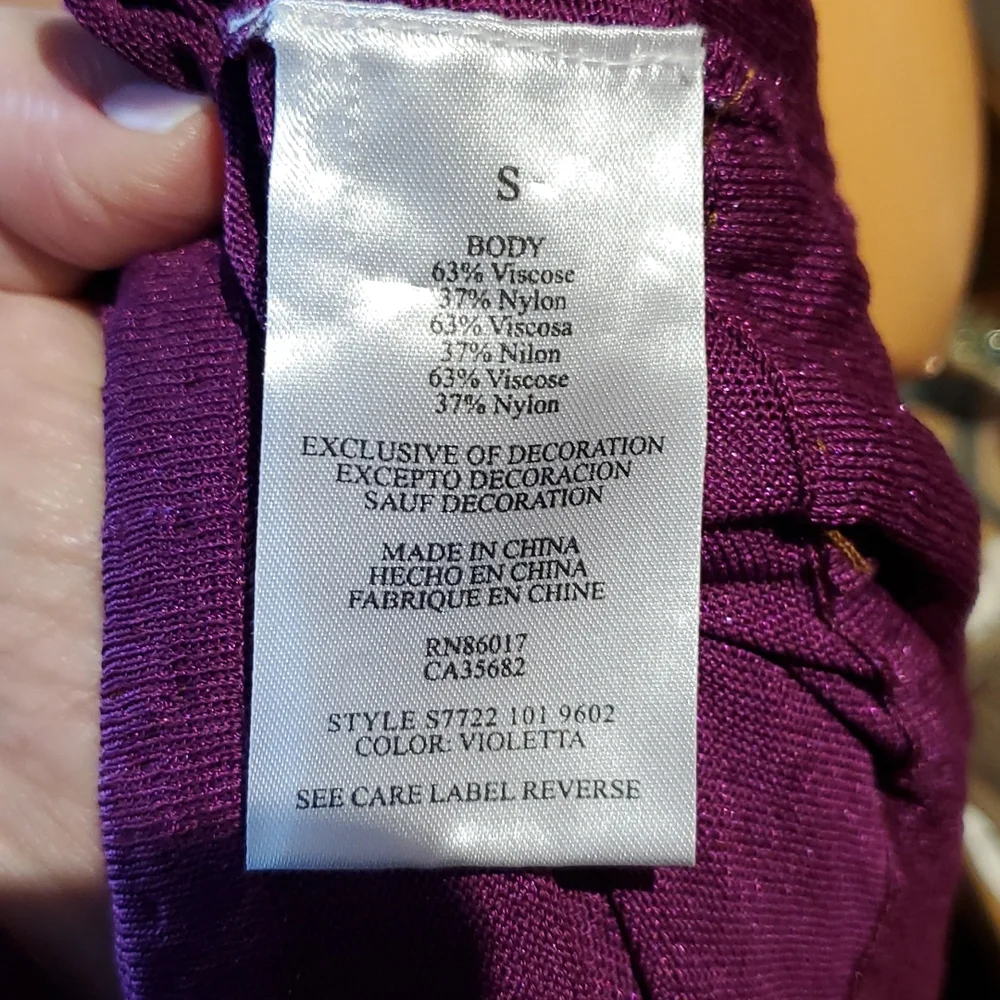 S
BODY
63% Viscose
37% Nylon
63% Viscosa
37% Nilon
63% Viscose
37% Nylon
EXCLUSIVE OF DECORATION
EXCEPTO DECORACION
SAUF DECORATION
MADE IN CHINA
HECHO EN CHINA
FABRIQUE EN CHINE
RN86017
CA35682
STYLE S7722 101 9602
COLOR: VIOLETTA
SEE CARE LABEL REVERSE